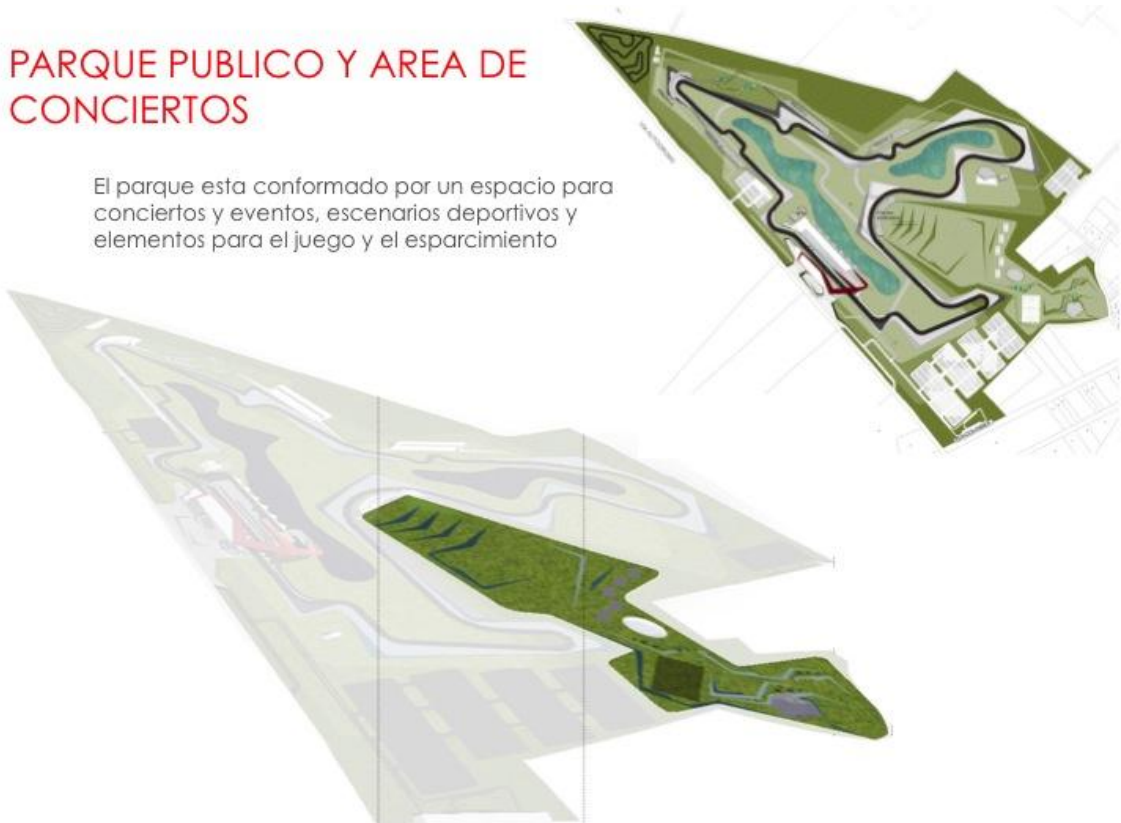 PARQUE PUBLICO Y AREA DE
CONCIERTOS
El parque esta conformado por un espacio para
conciertos y eventos, escenarios deportivos y
elementos para el juego y el esparcimiento